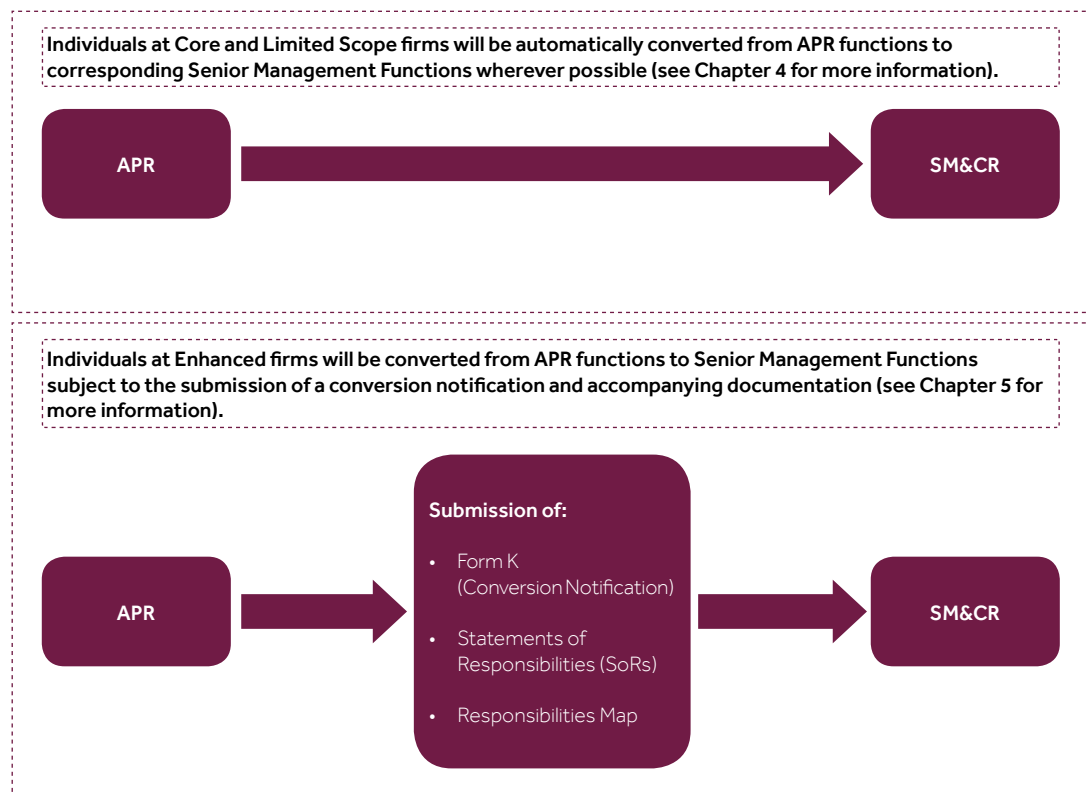 Individuals at Core and Limited Scope firms will be automatically converted from APR functions to
corresponding Senior Management Functions wherever possible (see Chapter 4 for more information).
APR
SM&CR
Individuals at Enhanced firms will be converted from APR functions to Senior Management Functions
subject to the submission of a conversion notification and accompanying documentation (see Chapter 5 for
more information).
APR
Submission of:
• Form K
(Conversion Notification)
• Statements of
Responsibilities (SoRs)
• Responsibilities Map
SM&CR